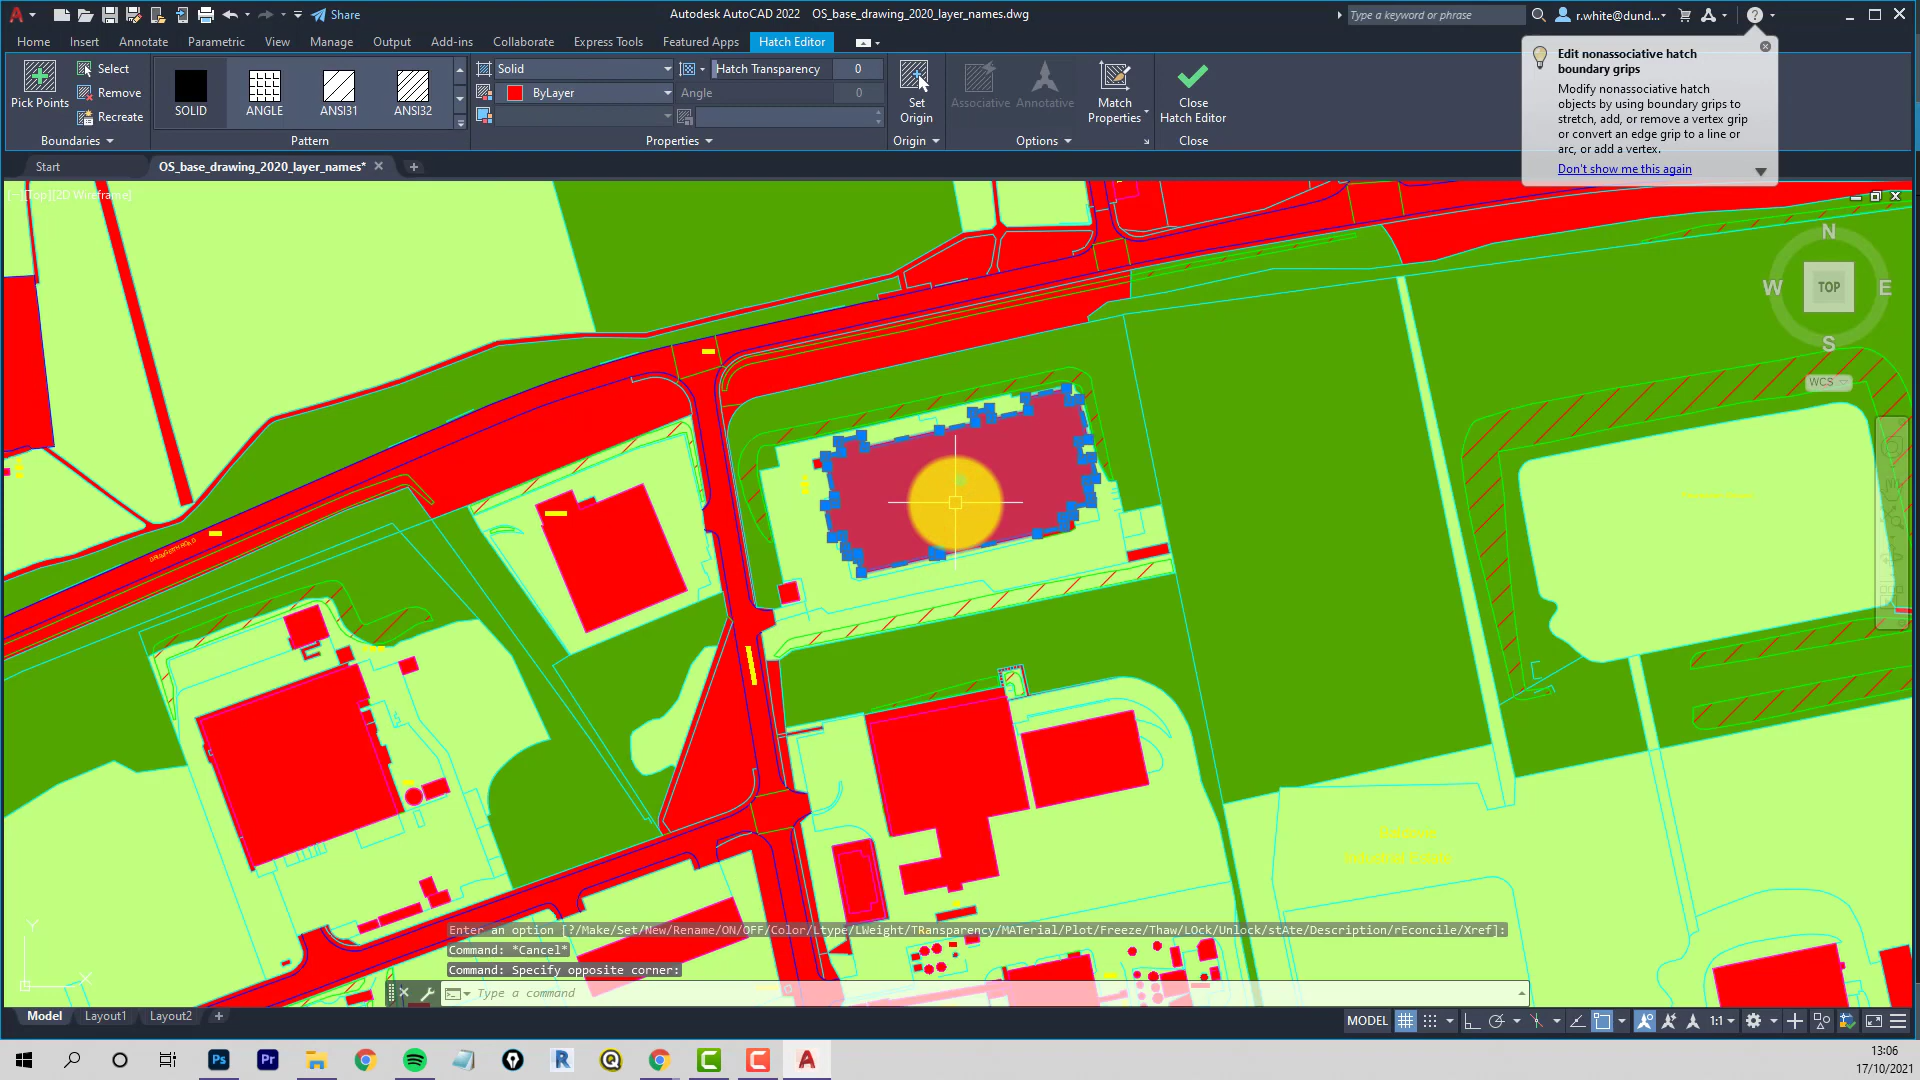 Share
Autodesk AutoCAD 2022 OS_base_drawing_2020_layer_names.dwg
Type a keyword or phrase
r.white@dund...
Home Insert Annotate Parametric View Manage Output Add-ins Collaborate Express Tools Featured Apps Hatch Editor
Pick Points
Select
Remove
Recreate
Boundaries
SOLID ANGLE ANSI31 ANSI32
Pattern
Solid
ByLayer
Hatch Transparency 0
Angle 0
Properties
Set
Origin
Origin
Associative Annotative
Match
Properties
Options
Close
Hatch Editor
Close
Edit nonassociative hatch
boundary grips
Modify nonassociative hatch
objects by using boundary grips to
stretch, add, or remove a vertex grip
or convert an edge grip to a line or
arc, or add a vertex.
Don't show me this again
Start OS_base_drawing_2020_layer_names*
[−][Top][2D Wireframe]
N
W TOP E
S
WCS
Industrial Estate
Y
X
Enter an option [?/Make/Set/New/Rename/ON/OFF/Color/Ltype/LWeight/TRansparency/MATerial/Plot/Freeze/Thaw/LOck/Unlock/stAte/Description/rEconcile/Xref]:
Command: *Cancel*
Command: Specify opposite corner:
Type a command
Model Layout1 Layout2
MODEL 1:1
Ps Pr R Q C C A
13:06
17/10/2021